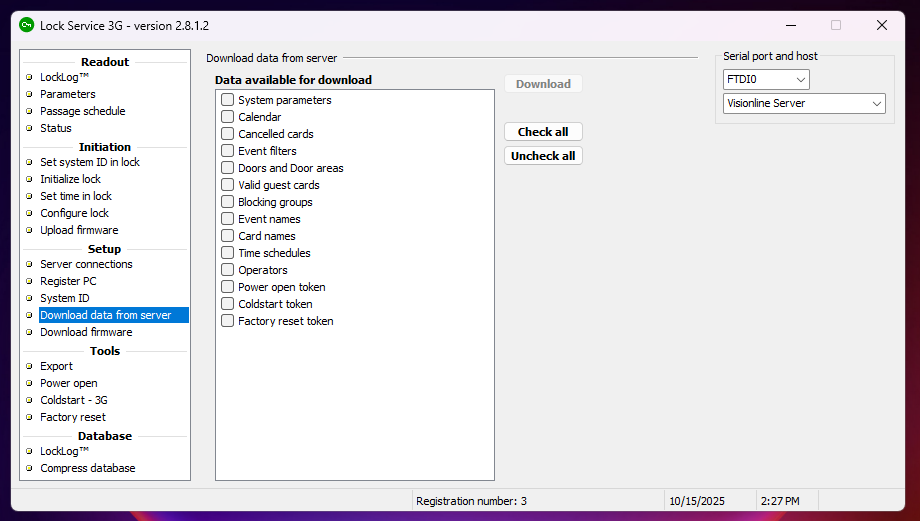 Lock Service 3G - version 2.8.1.2
Readout
LockLog™
Parameters
Passage schedule
Status
Initiation
Set system ID in lock
Initialize lock
Set time in lock
Configure lock
Upload firmware
Setup
Server connections
Register PC
System ID
Download data from server
Download firmware
Tools
Export
Power open
Coldstart - 3G
Factory reset
Database
LockLog™
Compress database
Download data from server
Data available for download
System parameters
Calendar
Cancelled cards
Event filters
Doors and Door areas
Valid guest cards
Blocking groups
Event names
Card names
Time schedules
Operators
Power open token
Coldstart token
Factory reset token
Download
Check all
Uncheck all
Serial port and host
FTDI0
Visionline Server
Registration number: 3
10/15/2025
2:27 PM